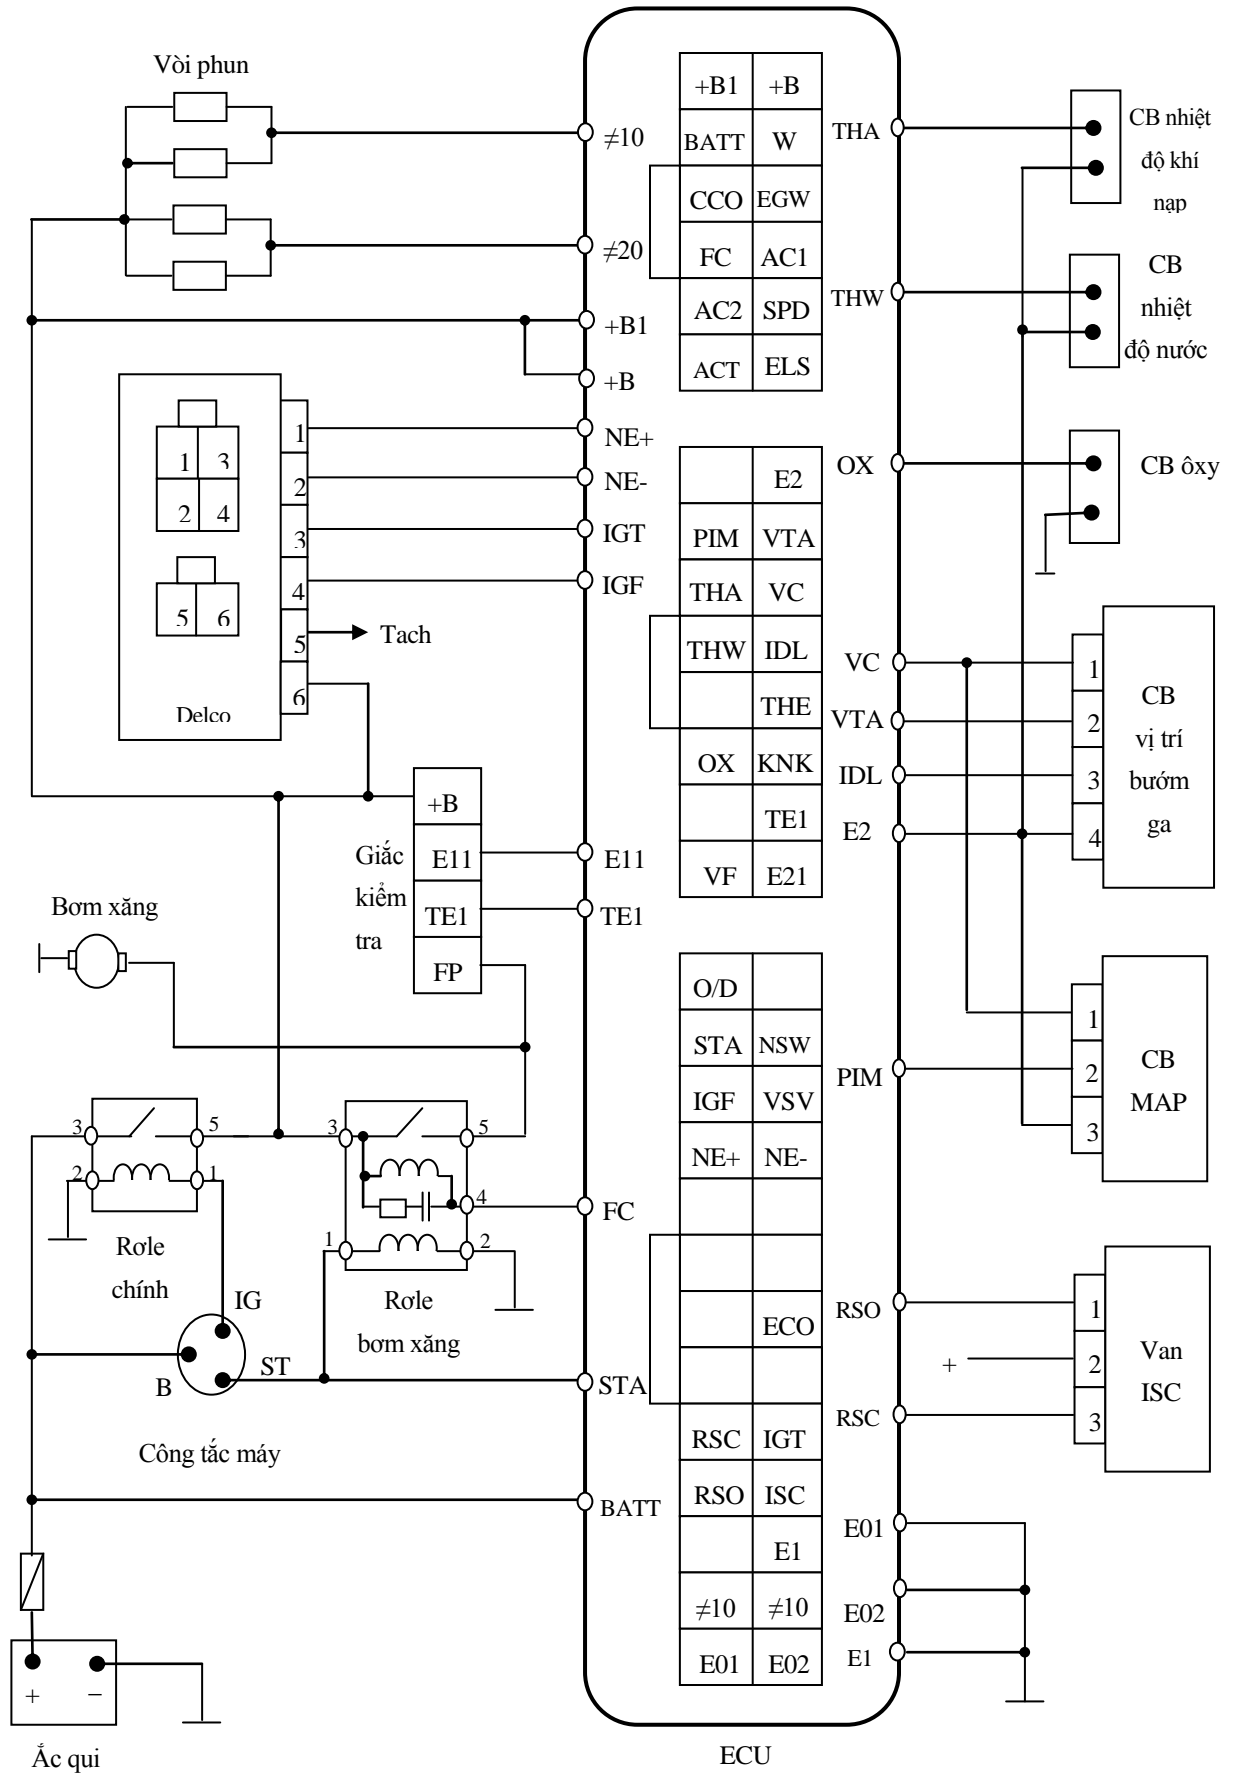 Vòi phun
≠10
≠20
+B1
+B
NE+
NE-
IGT
IGF
1 3
2 4
5 6
Delco
1
2
3
4
5
6
Tach
+B
E11
TE1
FP
Giắc
kiểm
tra
E11
TE1
Bơm xăng
3
5
2
1
Rơle
chính
3
5
4
1
2
Rơle
bơm xăng
FC
IG
B
ST
STA
Công tắc máy
BATT
+ −
Ắc qui
+B1 +B
BATT W
CCO EGW
FC AC1
AC2 SPD
ACT ELS
E2
PIM VTA
THA VC
THW IDL
THE
OX KNK
TE1
VF E21
O/D
STA NSW
IGF VSV
NE+ NE-
ECO
RSC IGT
RSO ISC
E1
≠10 ≠10
E01 E02
ECU
THA
CB nhiệt
độ khí
nạp
THW
CB
nhiệt
độ nước
OX
CB ôxy
VC
VTA
IDL
E2
1
2
3
4
CB
vị trí
bướm
ga
PIM
1
2
3
CB
MAP
RSO
+
RSC
1
2
3
Van
ISC
E01
E02
E1